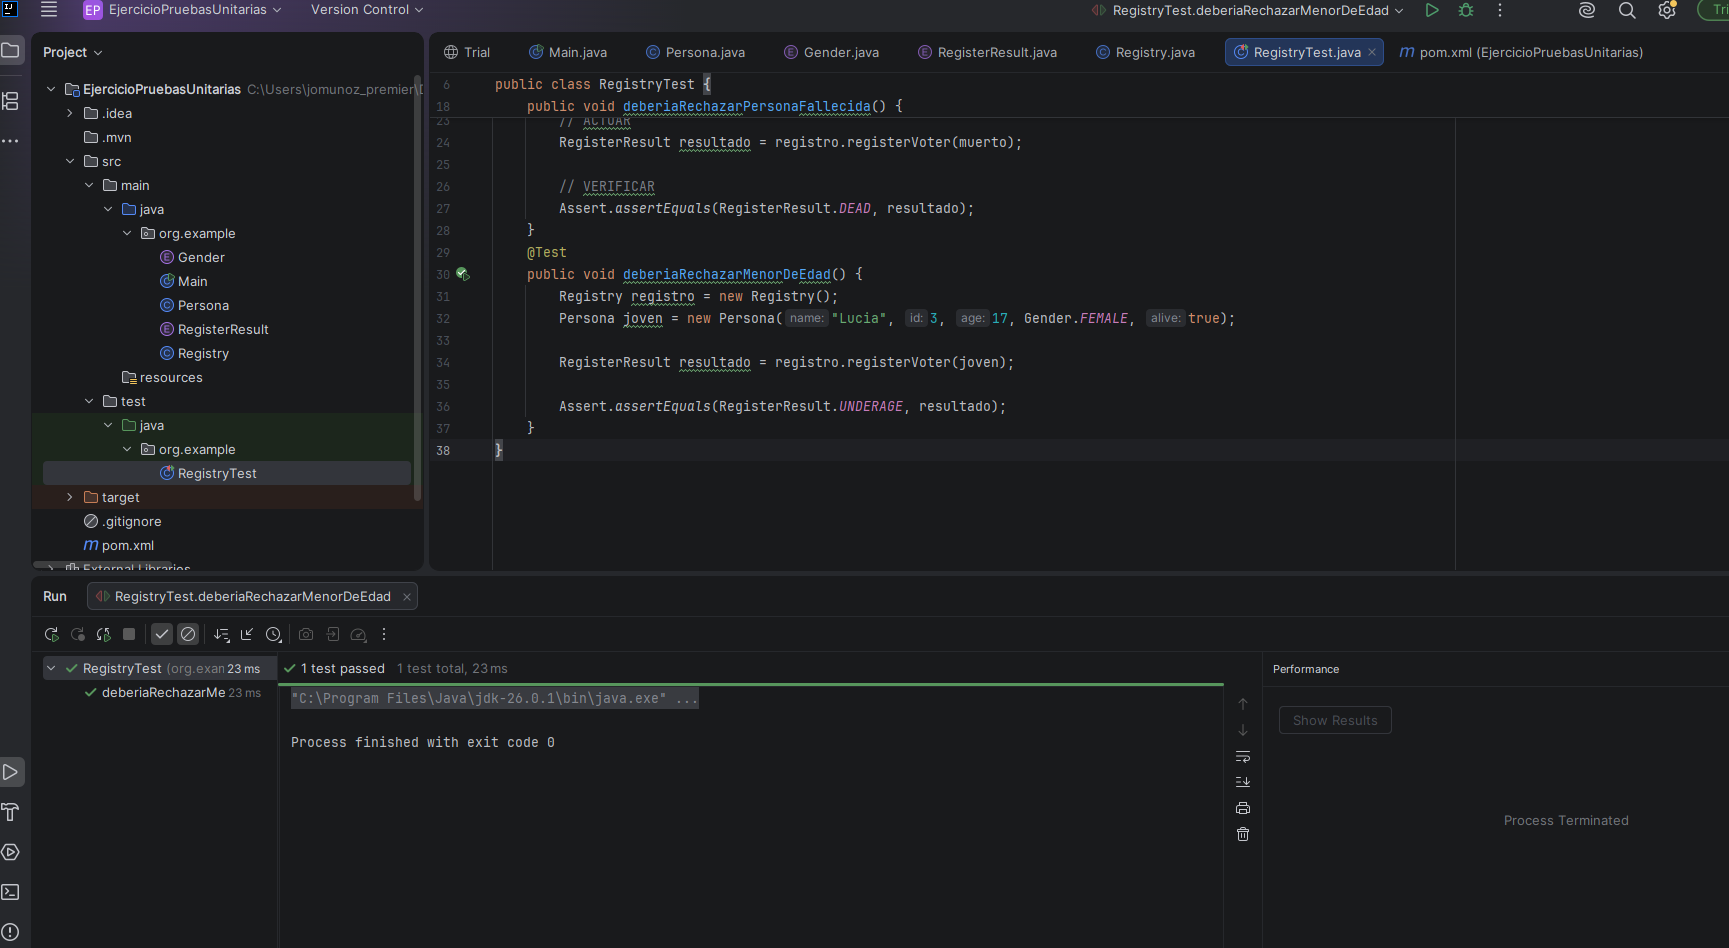 EP EjercicioPruebasUnitarias Version Control RegistryTest.deberiaRechazarMenorDeEdad
Project
EjercicioPruebasUnitarias C:\Users\jomunoz_premier\
.idea
.mvn
src
main
java
org.example
Gender
Main
Persona
RegisterResult
Registry
resources
test
java
org.example
RegistryTest
target
.gitignore
pom.xml
External Libraries
Trial Main.java Persona.java Gender.java RegisterResult.java Registry.java RegistryTest.java pom.xml (EjercicioPruebasUnitarias)
6 public class RegistryTest {
18 public void deberiaRechazarPersonaFallecida() {
23 // ACTUAR
24 RegisterResult resultado = registro.registerVoter(muerto);
25
26 // VERIFICAR
27 Assert.assertEquals(RegisterResult.DEAD, resultado);
28 }
29 @Test
30 public void deberiaRechazarMenorDeEdad() {
31 Registry registro = new Registry();
32 Persona joven = new Persona( name: "Lucia", id: 3, age: 17, Gender.FEMALE, alive: true);
33
34 RegisterResult resultado = registro.registerVoter(joven);
35
36 Assert.assertEquals(RegisterResult.UNDERAGE, resultado);
37 }
38 }
Run RegistryTest.deberiaRechazarMenorDeEdad
RegistryTest (org.exam 23 ms
deberiaRechazarMe 23 ms
1 test passed 1 test total, 23 ms
"C:\Program Files\Java\jdk-26.0.1\bin\java.exe" ...
Process finished with exit code 0
Performance
Show Results
Process Terminated